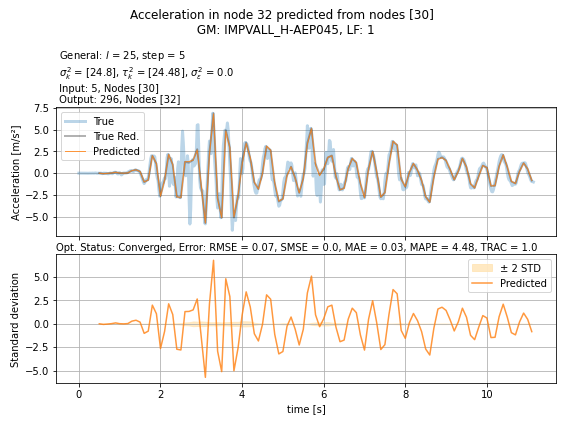 Acceleration in node 32 predicted from nodes [30]
GM: IMPVALL_H-AEP045, LF: 1
General: l = 25, step = 5
σ²ₖ = [24.8], τ²ₖ = [24.48], σ²ε = 0.0
Input: 5, Nodes [30]
Output: 296, Nodes [32]
7.5
5.0
2.5
0.0
−2.5
−5.0
Acceleration [m/s²]
True
True Red.
Predicted
Opt. Status: Converged, Error: RMSE = 0.07, SMSE = 0.0, MAE = 0.03, MAPE = 4.48, TRAC = 1.0
5.0
2.5
0.0
−2.5
−5.0
Standard deviation
± 2 STD
Predicted
0 2 4 6 8 10
time [s]